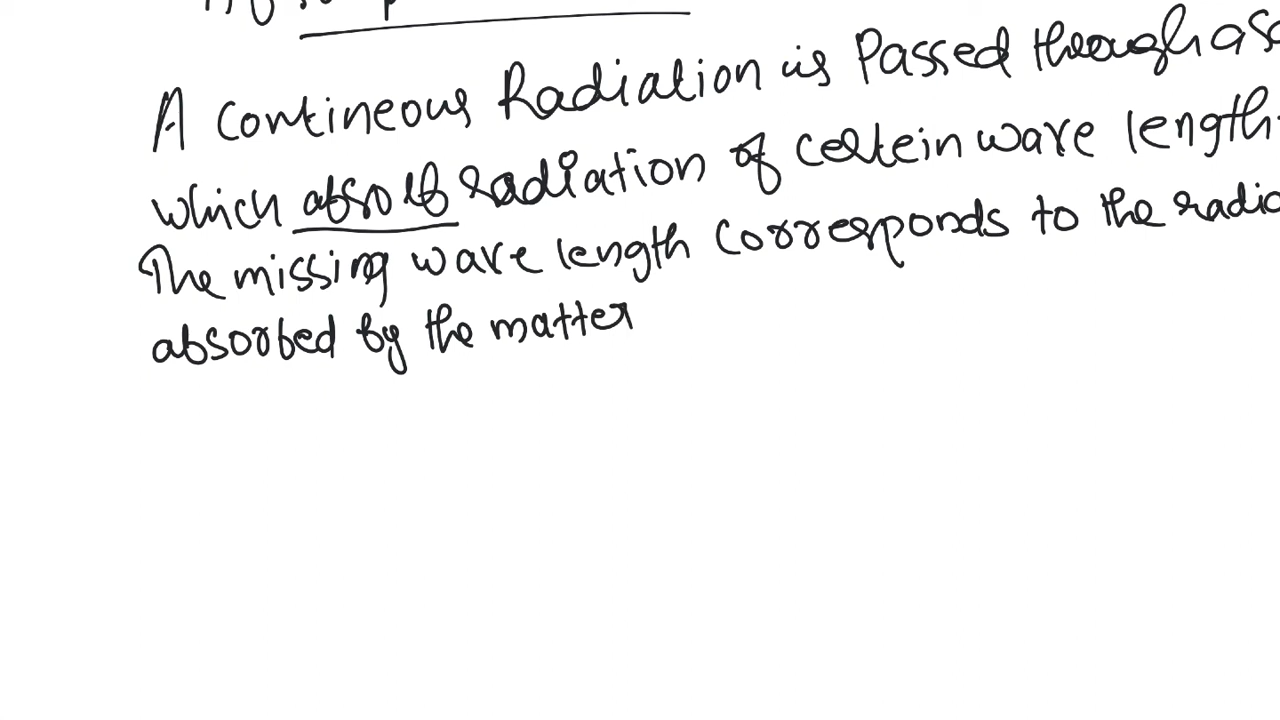 A contineous Radiation is Passed through a
which absorb radiation of certein wave length.
The missing wave length corresponds to the
absorbed by the matter